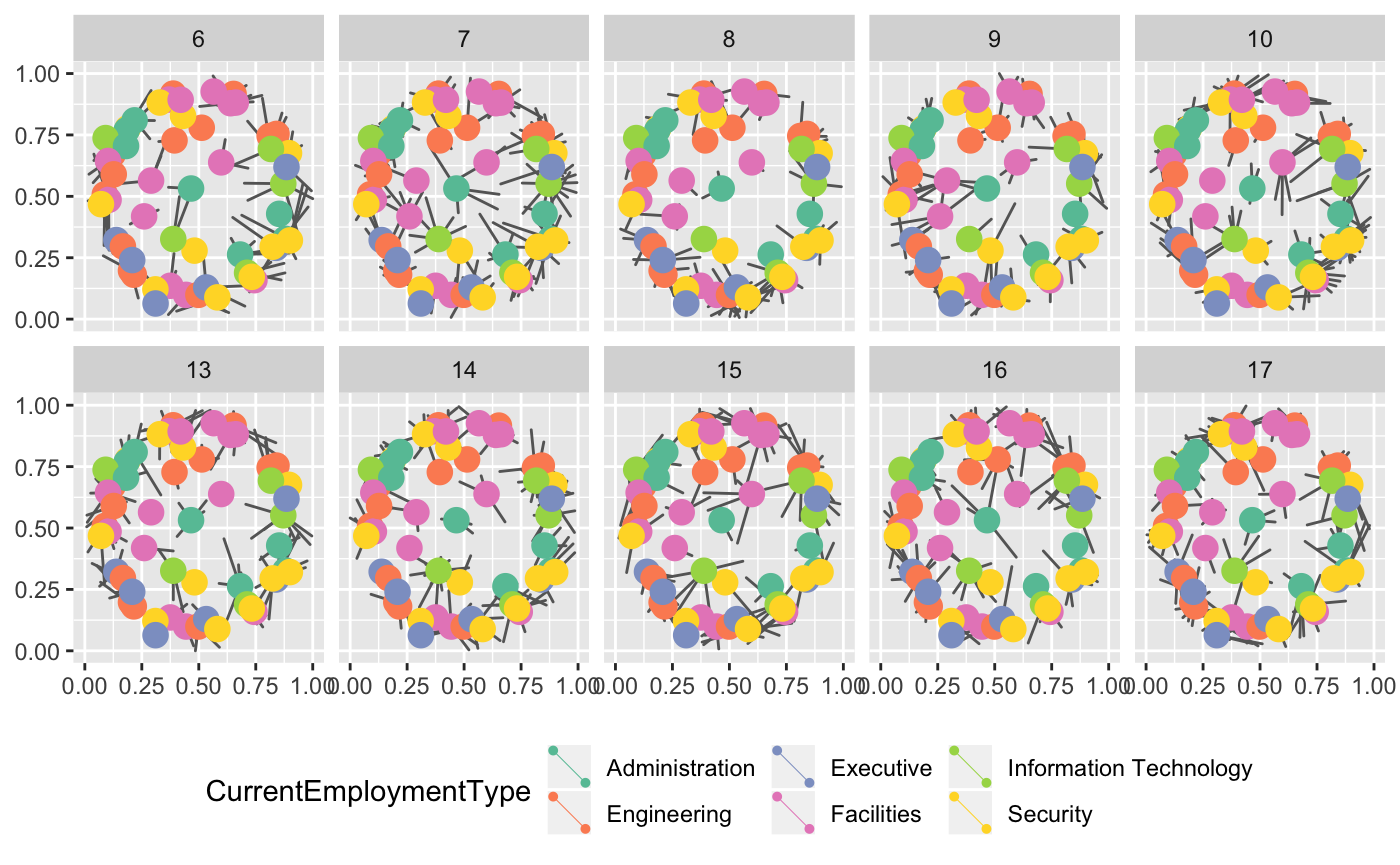 6 7 8 9 10
1.00
0.75
0.50
0.25
0.00
13 14 15 16 17
1.00
0.75
0.50
0.25
0.00
0.00 0.25 0.50 0.75 1.00 0.00 0.25 0.50 0.75 1.00 0.00 0.25 0.50 0.75 1.00 0.00 0.25 0.50 0.75 1.00 0.00 0.25 0.50 0.75 1.00
CurrentEmploymentType
Administration Executive Information Technology
Engineering Facilities Security